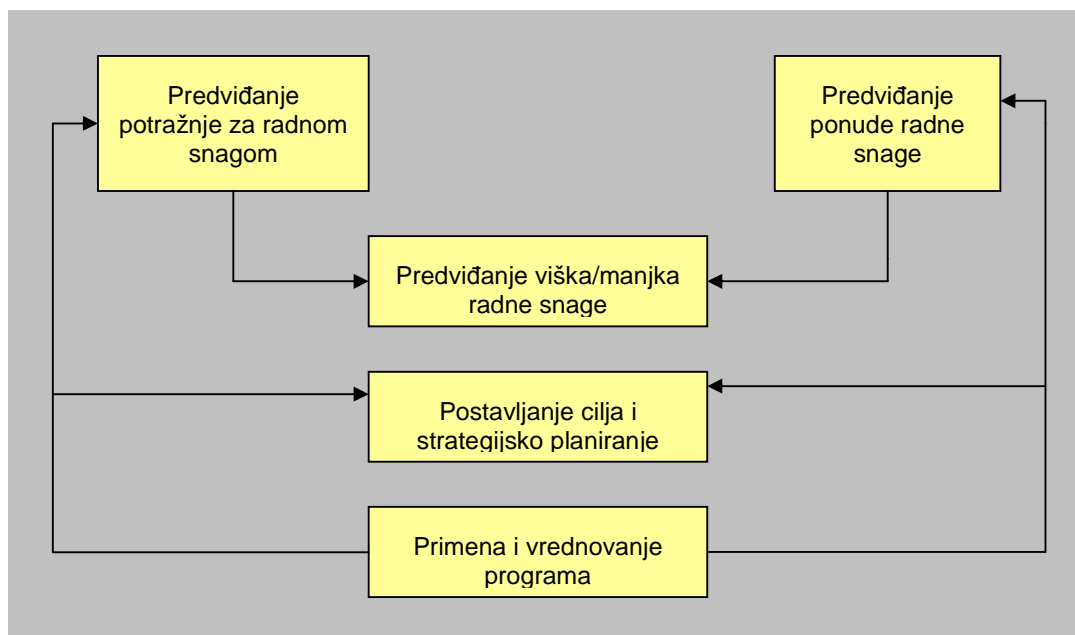 Predviđanje
potražnje za radnom
snagom
Predviđanje
ponude radne
snage
Predviđanje viška/manjka
radne snage
Postavljanje cilja i
strategijsko planiranje
Primena i vrednovanje
programa